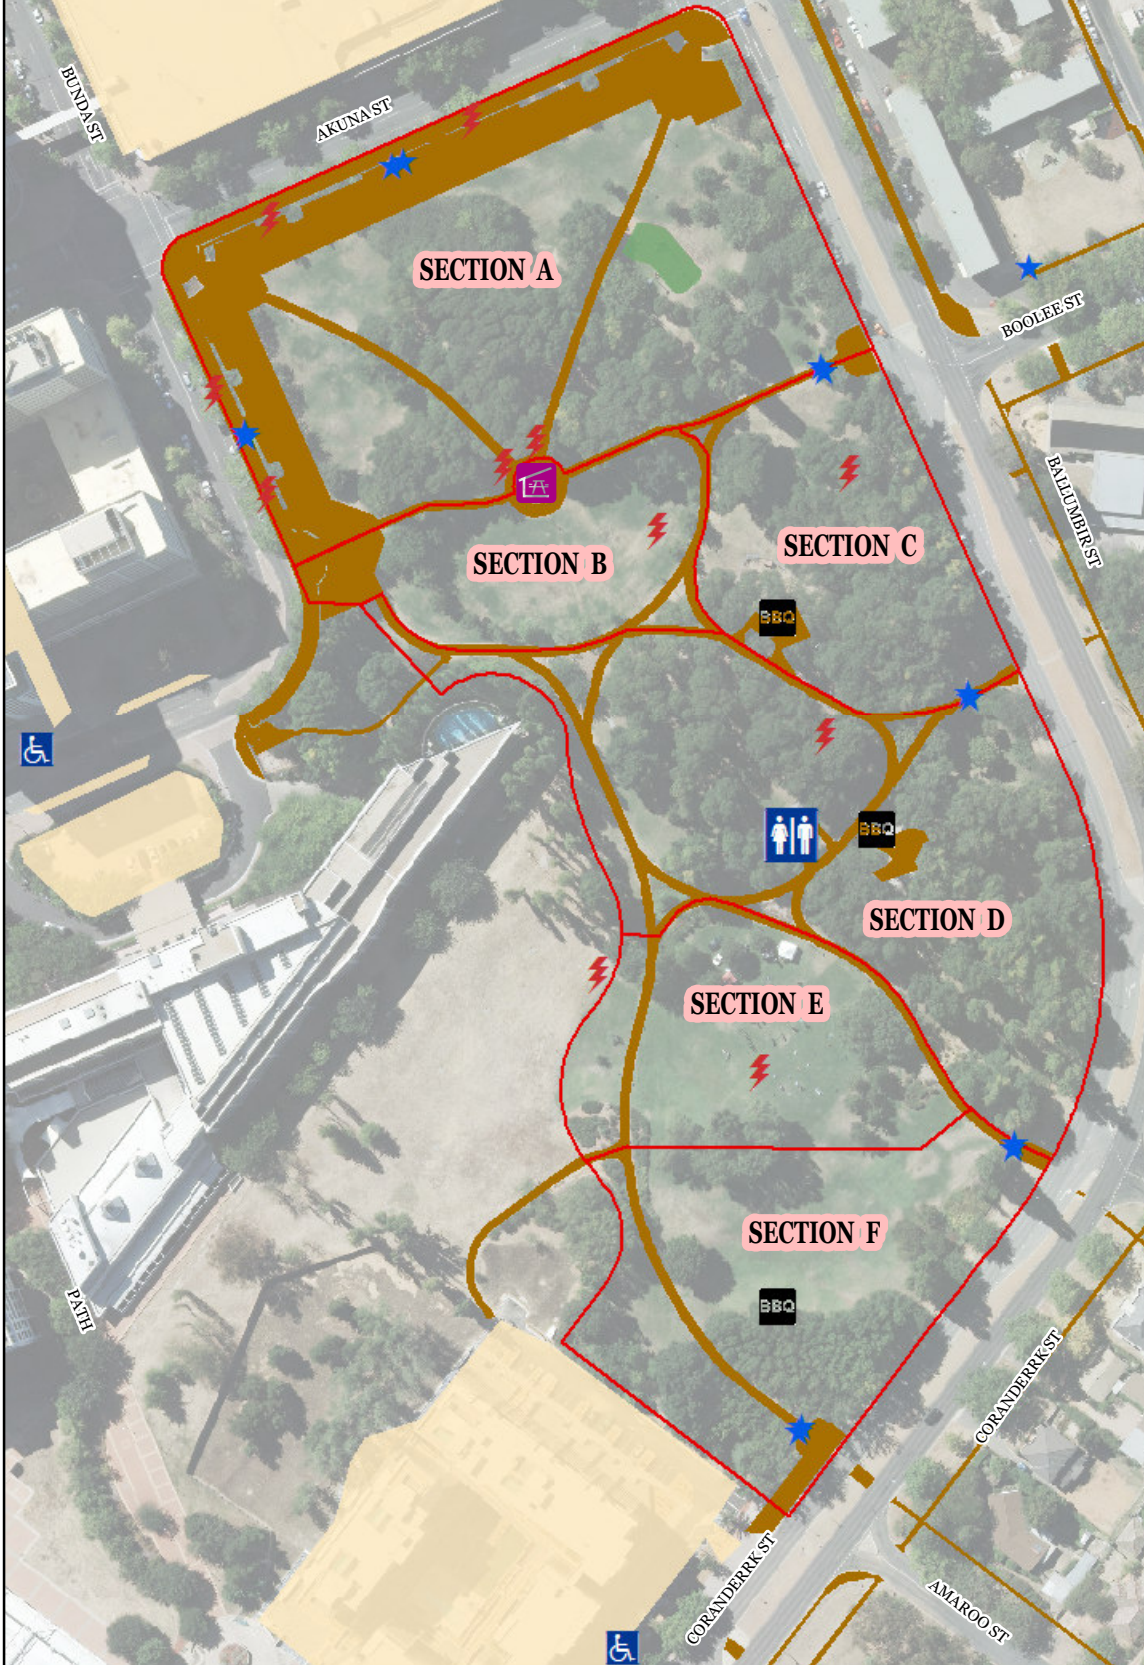 BUNDA ST
AKUNA ST
SECTION A
BOOLEE ST
BALLUMBIR ST
SECTION B
SECTION C
BBQ
BBQ
SECTION D
SECTION E
SECTION F
BBQ
PATH
CORANDERRK ST
CORANDERRK ST
AMAROO ST